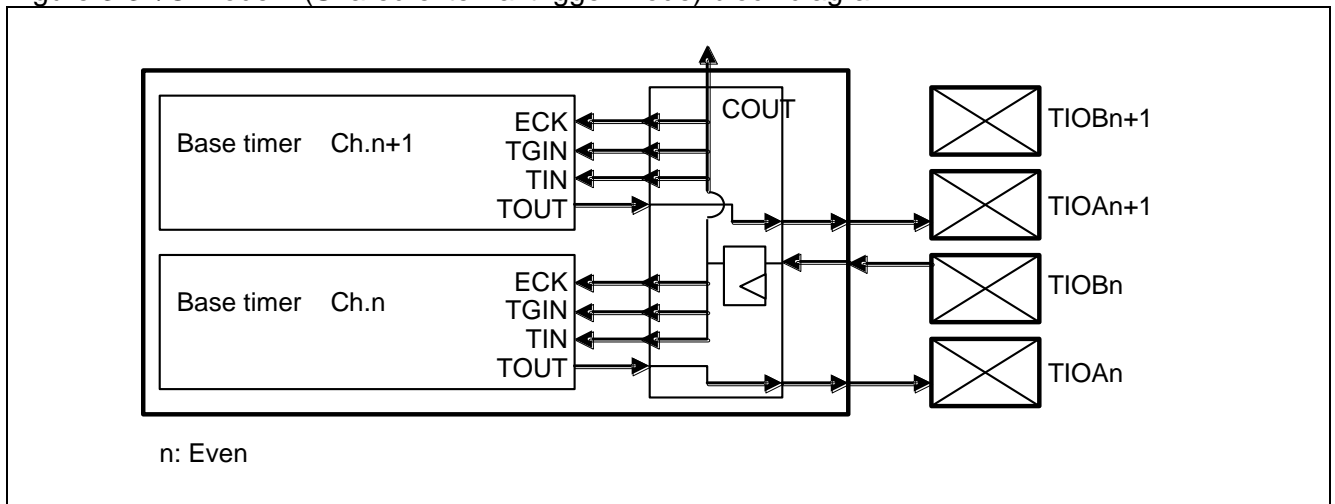 COUT
Base timer Ch.n+1
ECK
TGIN
TIN
TOUT
TIOBn+1
TIOAn+1
Base timer Ch.n
ECK
TGIN
TIN
TOUT
TIOBn
TIOAn
n: Even